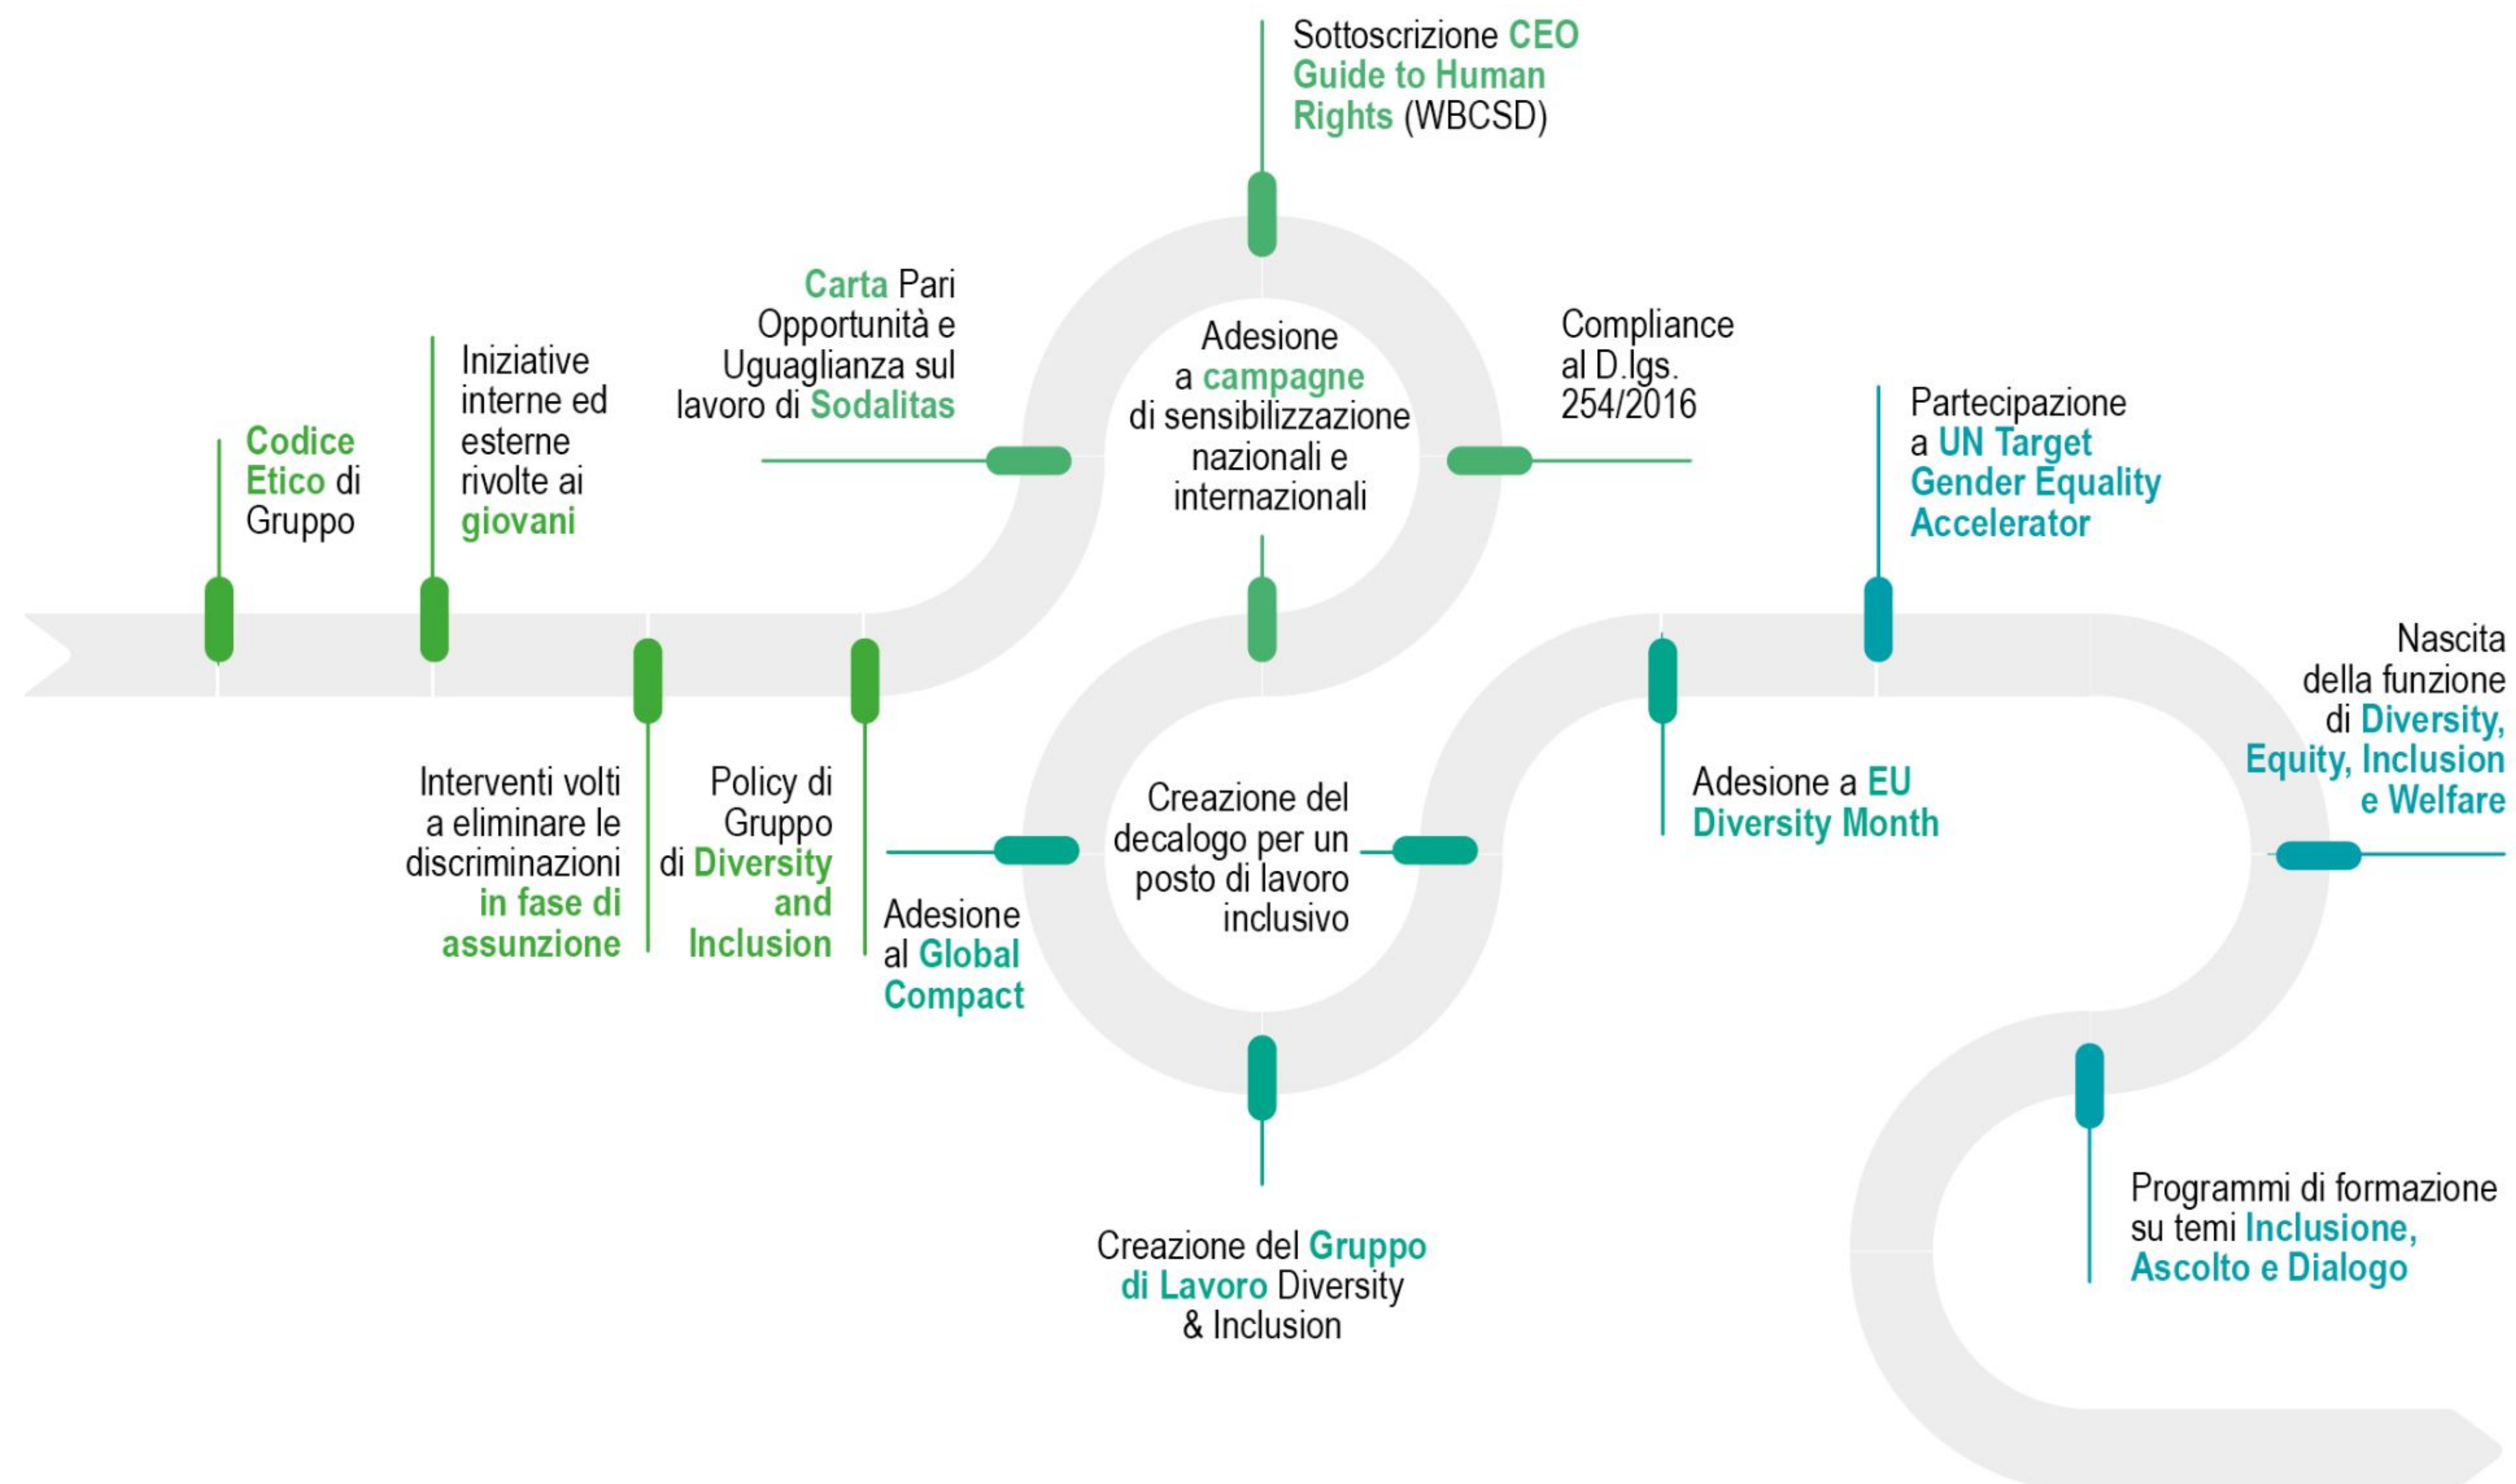 Codice
Etico di
Gruppo
Iniziative
interne ed
esterne
rivolte ai
giovani
Interventi volti
a eliminare le
discriminazioni
in fase di
assunzione
Policy di
Gruppo
di Diversity
and
Inclusion
Carta Pari
Opportunità e
Uguaglianza sul
lavoro di Sodalitas
Sottoscrizione CEO
Guide to Human
Rights (WBCSD)
Compliance
al D.lgs.
254/2016
Adesione
a campagne
di sensibilizzazione
nazionali e
internazionali
Adesione
al Global
Compact
Creazione del Gruppo
di Lavoro Diversity
& Inclusion
Creazione del
decalogo per un
posto di lavoro
inclusivo
Adesione a EU
Diversity Month
Partecipazione
a UN Target
Gender Equality
Accelerator
Nascita
della funzione
di Diversity,
Equity, Inclusion
e Welfare
Programmi di formazione
su temi Inclusione,
Ascolto e Dialogo